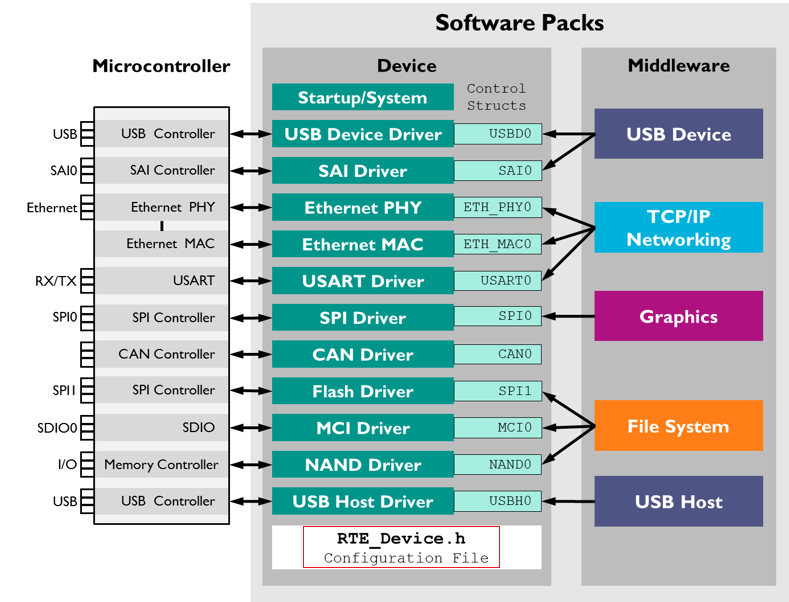 Software Packs
Microcontroller
Device
Middleware
Startup/System
Control
Structs
USB
USB Controller
USB Device Driver
USBD0
USB Device
SAI0
SAI Controller
SAI Driver
SAI0
Ethernet
Ethernet PHY
Ethernet PHY
ETH_PHY0
TCP/IP
Networking
Ethernet MAC
Ethernet MAC
ETH_MAC0
RX/TX
USART
USART Driver
USART0
SPI0
SPI Controller
SPI Driver
SPI0
Graphics
CAN Controller
CAN Driver
CAN0
SPI1
SPI Controller
Flash Driver
SPI1
SDIO0
SDIO
MCI Driver
MCI0
File System
I/O
Memory Controller
NAND Driver
NAND0
USB
USB Controller
USB Host Driver
USBH0
USB Host
RTE_Device.h
Configuration File